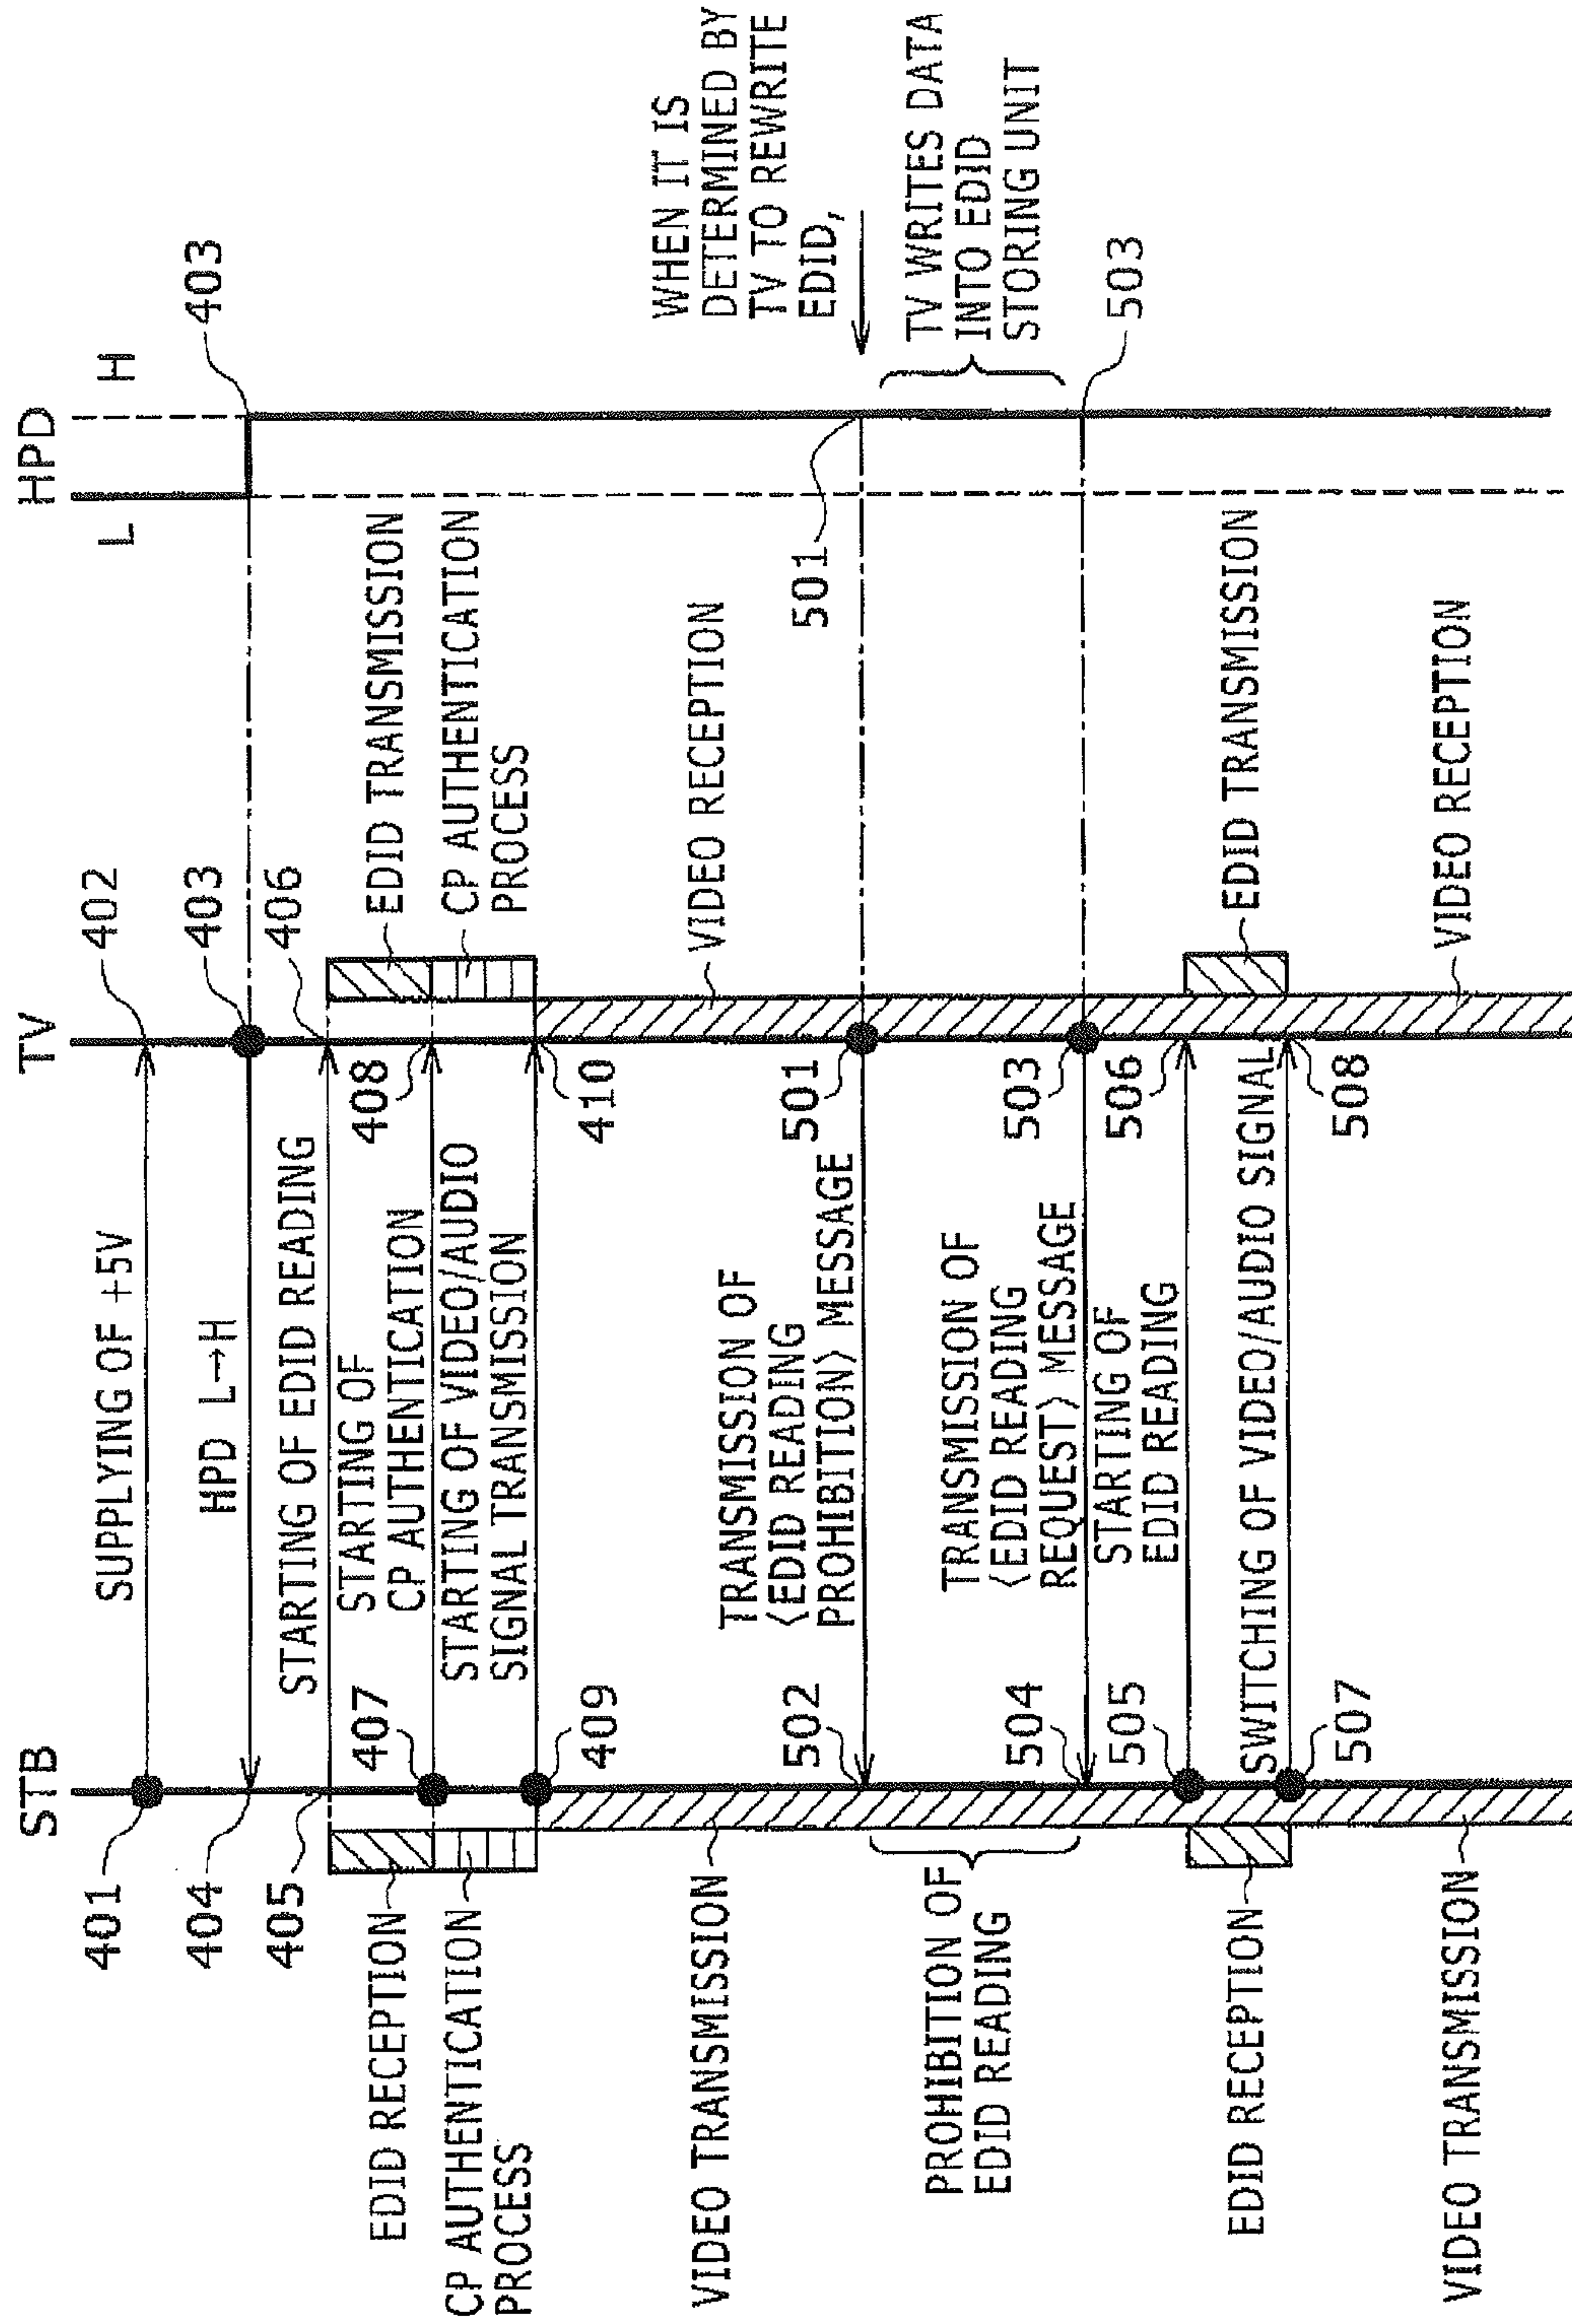 STB
TV
HPD
L
H
401
SUPPLYING OF +5V
402
404
HPD L→H
403
403
405
STARTING OF EDID READING
406
EDID RECEPTION
407
STARTING OF
CP AUTHENTICATION
408
EDID TRANSMISSION
CP AUTHENTICATION
PROCESS
STARTING OF VIDEO/AUDIO
SIGNAL TRANSMISSION
CP AUTHENTICATION
PROCESS
409
410
VIDEO TRANSMISSION
VIDEO RECEPTION
502
TRANSMISSION OF
<EDID READING
PROHIBITION> MESSAGE
501
501
WHEN IT IS
DETERMINED BY
TV TO REWRITE
EDID,
PROHIBITION OF
EDID READING
TV WRITES DATA
INTO EDID
STORING UNIT
504
TRANSMISSION OF
<EDID READING
REQUEST> MESSAGE
503
503
505
STARTING OF
EDID READING
506
EDID RECEPTION
EDID TRANSMISSION
SWITCHING OF VIDEO/AUDIO SIGNAL
507
508
VIDEO TRANSMISSION
VIDEO RECEPTION